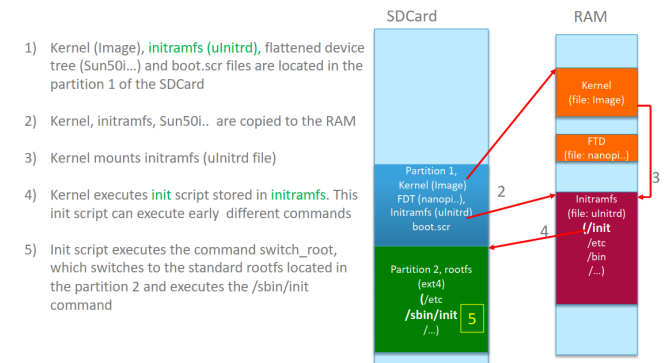 SDCard
RAM
1) Kernel (Image), initramfs (uInitrd), flattened device
tree (Sun50i...) and boot.scr files are located in the
partition 1 of the SDCard
2) Kernel, initramfs, Sun50i.. are copied to the RAM
3) Kernel mounts initramfs (uInitrd file)
4) Kernel executes init script stored in initramfs. This
init script can execute early different commands
5) Init script executes the command switch_root,
which switches to the standard rootfs located in
the partition 2 and executes the /sbin/init
command
Partition 1,
Kernel (Image)
FDT (nanopi..),
Initramfs (uInitrd)
boot.scr
Partition 2, rootfs
(ext4)
(/etc
/sbin/init
/...)
5
2
4
3
Kernel
(file: Image)
FTD
(file: nanopi..)
Initramfs
(file: uInitrd)
(/init
/etc
/bin
/...)